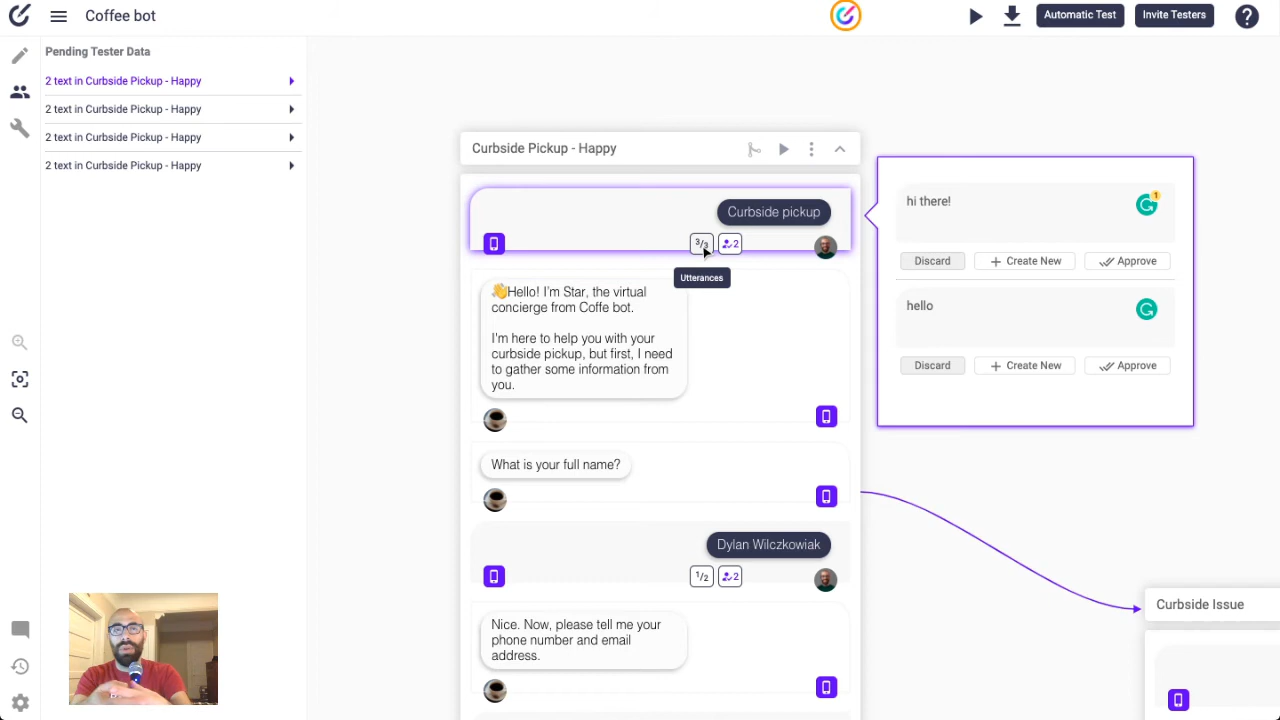 Coffee bot
Automatic Test
Invite Testers
?
Pending Tester Data
2 text in Curbside Pickup - Happy
2 text in Curbside Pickup - Happy
2 text in Curbside Pickup - Happy
2 text in Curbside Pickup - Happy
Curbside Pickup - Happy
Curbside pickup
3/3
2
Utterances
👋Hello! I'm Star, the virtual
concierge from Coffe bot.
I'm here to help you with your
curbside pickup, but first, I need
to gather some information from
you.
What is your full name?
Dylan Wilczkowiak
1/2
2
Nice. Now, please tell me your
phone number and email
address.
hi there!
1
Discard
Create New
Approve
hello
Discard
Create New
Approve
Curbside Issue